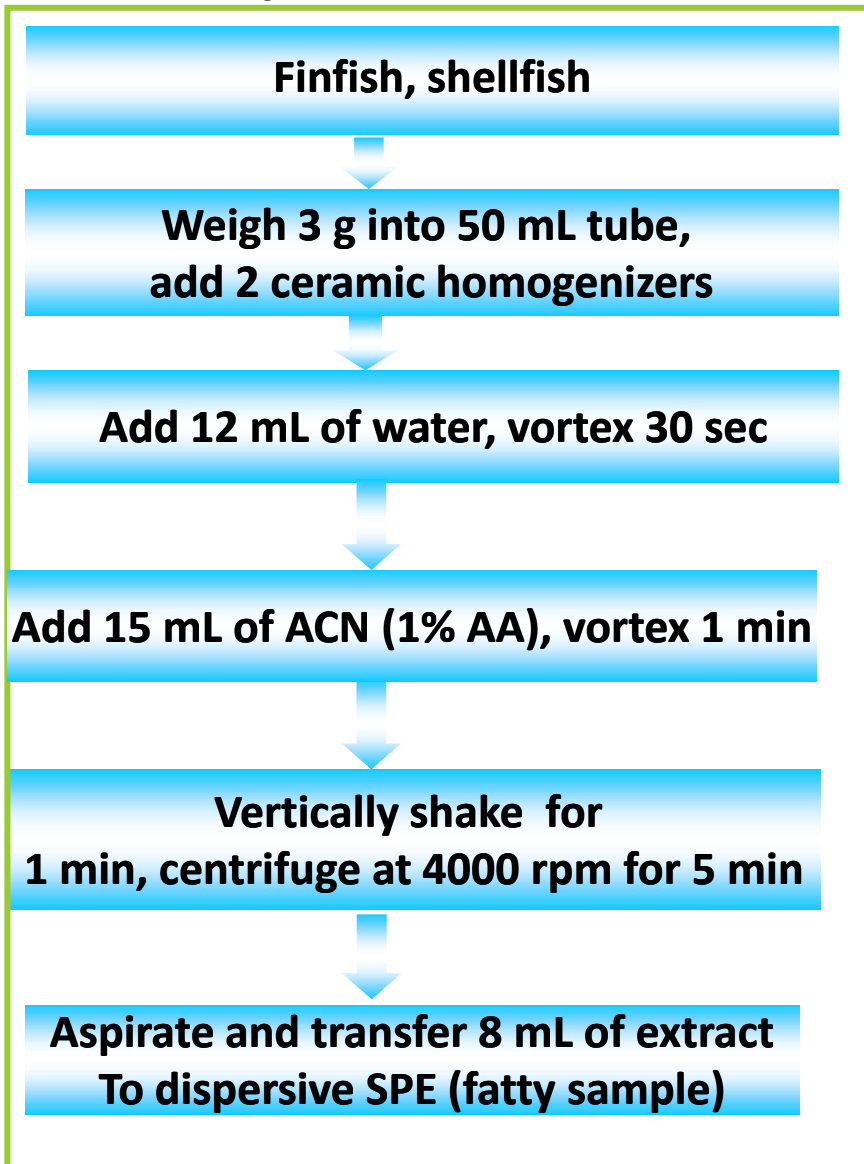 Finfish, shellfish
Weigh 3 g into 50 mL tube,
add 2 ceramic homogenizers
Add 12 mL of water, vortex 30 sec
Add 15 mL of ACN (1% AA), vortex 1 min
Vertically shake  for
1 min, centrifuge at 4000 rpm for 5 min
Aspirate and transfer 8 mL of extract
To dispersive SPE (fatty sample)